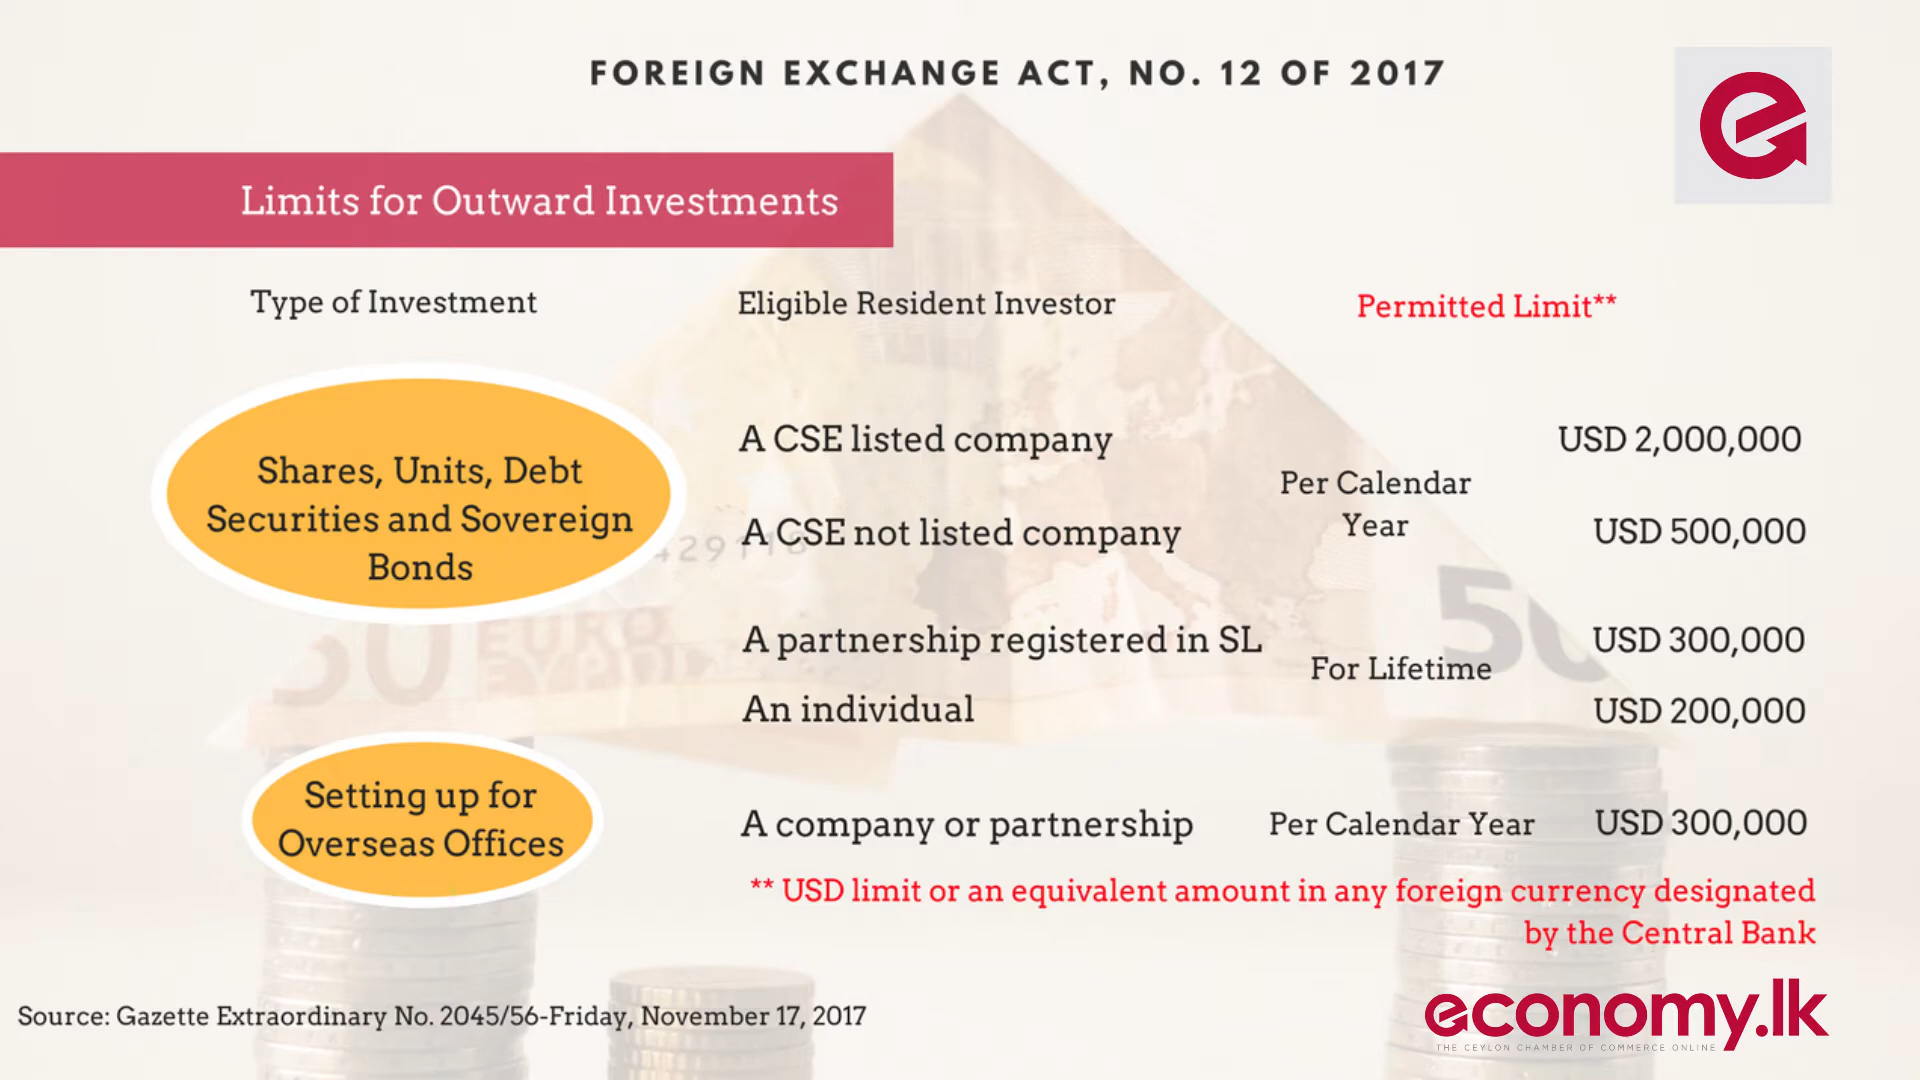 FOREIGN EXCHANGE ACT, NO. 12 OF 2017
Limits for Outward Investments
Type of Investment
Eligible Resident Investor
Permitted Limit**
Shares, Units, Debt
Securities and Sovereign
Bonds
A CSE listed company
USD 2,000,000
Per Calendar
Year
A CSE not listed company
USD 500,000
A partnership registered in SL
USD 300,000
For Lifetime
An individual
USD 200,000
Setting up for
Overseas Offices
A company or partnership
Per Calendar Year
USD 300,000
** USD limit or an equivalent amount in any foreign currency designated
by the Central Bank
Source: Gazette Extraordinary No. 2045/56-Friday, November 17, 2017
economy.lk
THE CEYLON CHAMBER OF COMMERCE ONLINE
50
EURO
50